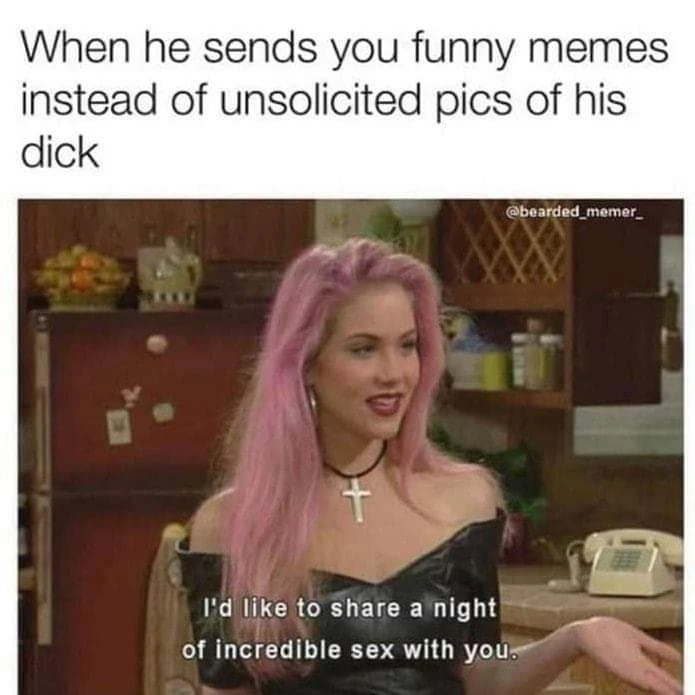 When he sends you funny memes
instead of unsolicited pics of his
dick
@bearded_memer_
I'd like to share a night
of incredible sex with you.